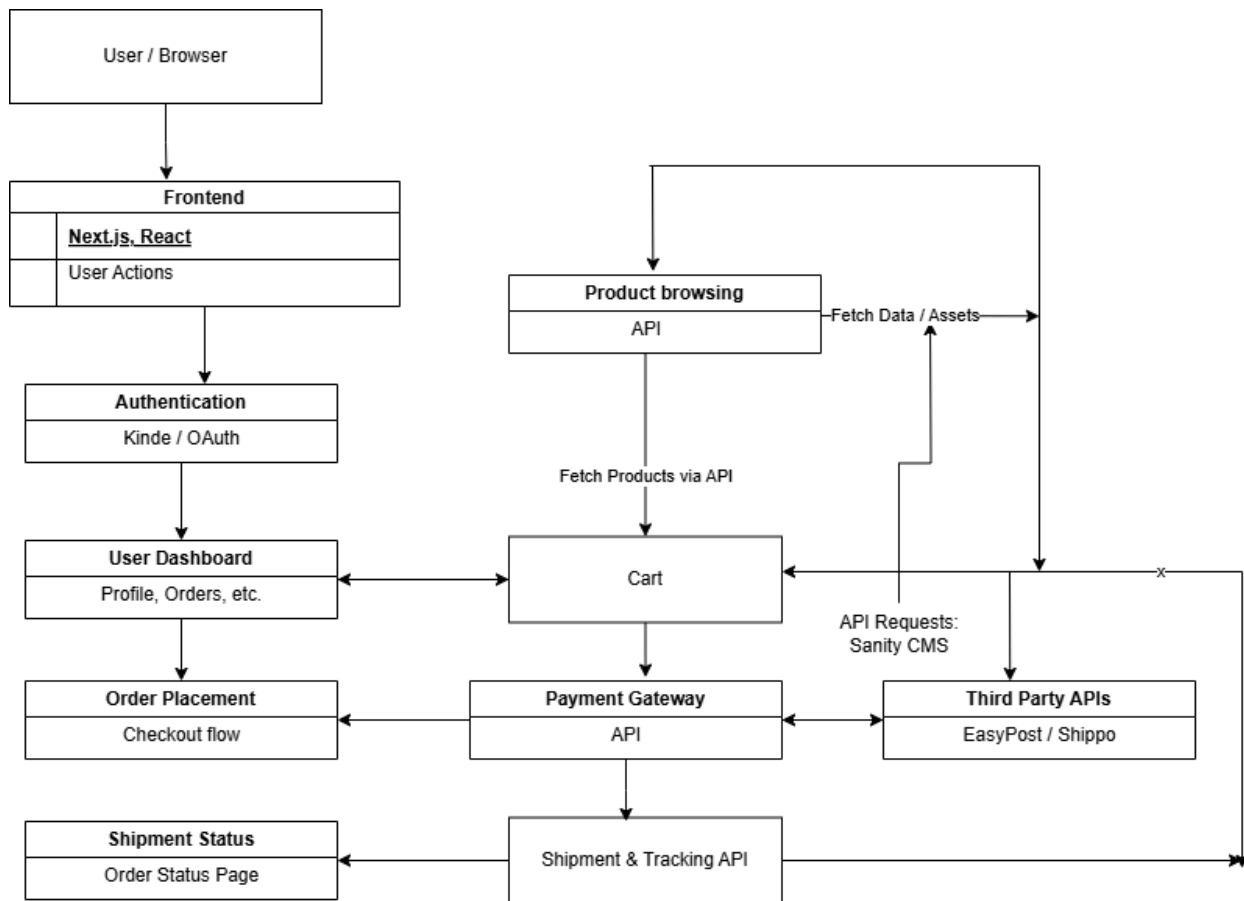 User / Browser
Frontend
Next.js, React
User Actions
Product browsing
API
Fetch Data / Assets
Authentication
Kinde / OAuth
Fetch Products via API
User Dashboard
Profile, Orders, etc.
Cart
x
API Requests:
Sanity CMS
Order Placement
Checkout flow
Payment Gateway
API
Third Party APIs
EasyPost / Shippo
Shipment Status
Order Status Page
Shipment & Tracking API